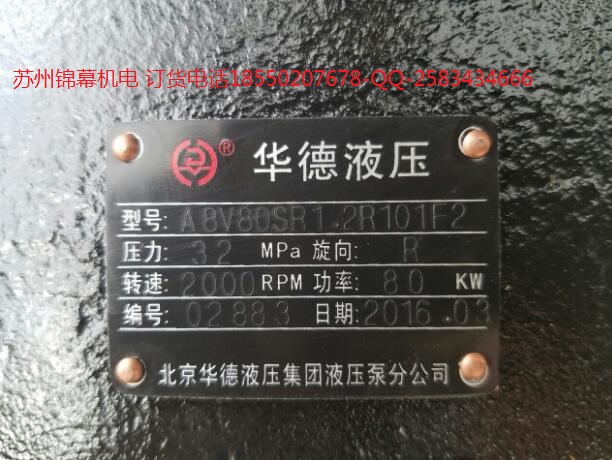 苏州锦幕机电 订货电话18550207678-QQ-2583434666
® 华德液压
型号: A8V80SR1.2R101F2
压力: 32 MPa 旋向: R
转速: 2000 RPM 功率: 80 KW
编号: 02883 日期: 2016.03
北京华德液压集团液压泵分公司